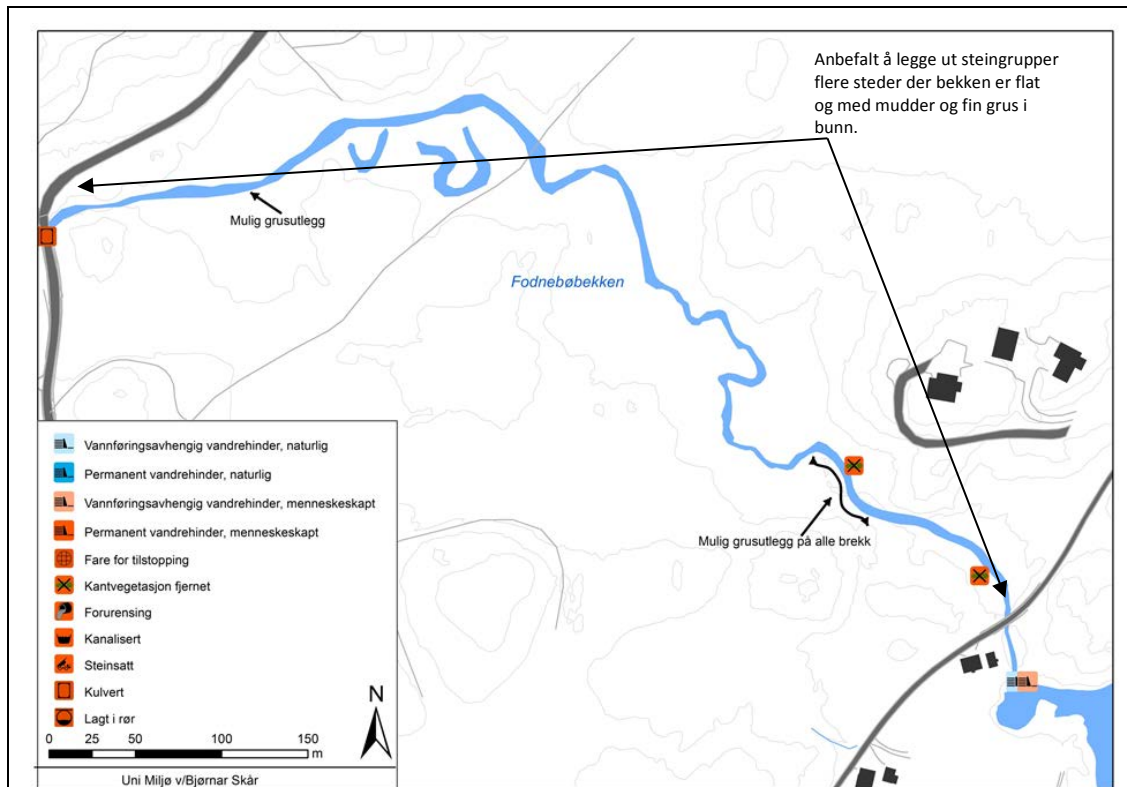 Anbefalt å legge ut steingrupper
flere steder der bekken er flat
og med mudder og fin grus i
bunn.
Mulig grusutlegg
Fodnebøbekken
Mulig grusutlegg på alle brekk
Vannføringsavhengig vandrehinder, naturlig
Permanent vandrehinder, naturlig
Vannføringsavhengig vandrehinder, menneskeskapt
Permanent vandrehinder, menneskeskapt
Fare for tilstopping
Kantvegetasjon fjernet
Forurensing
Kanalisert
Steinsatt
Kulvert
Lagt i rør
N
0 25 50 100 150
m
Uni Miljø v/Bjørnar Skår